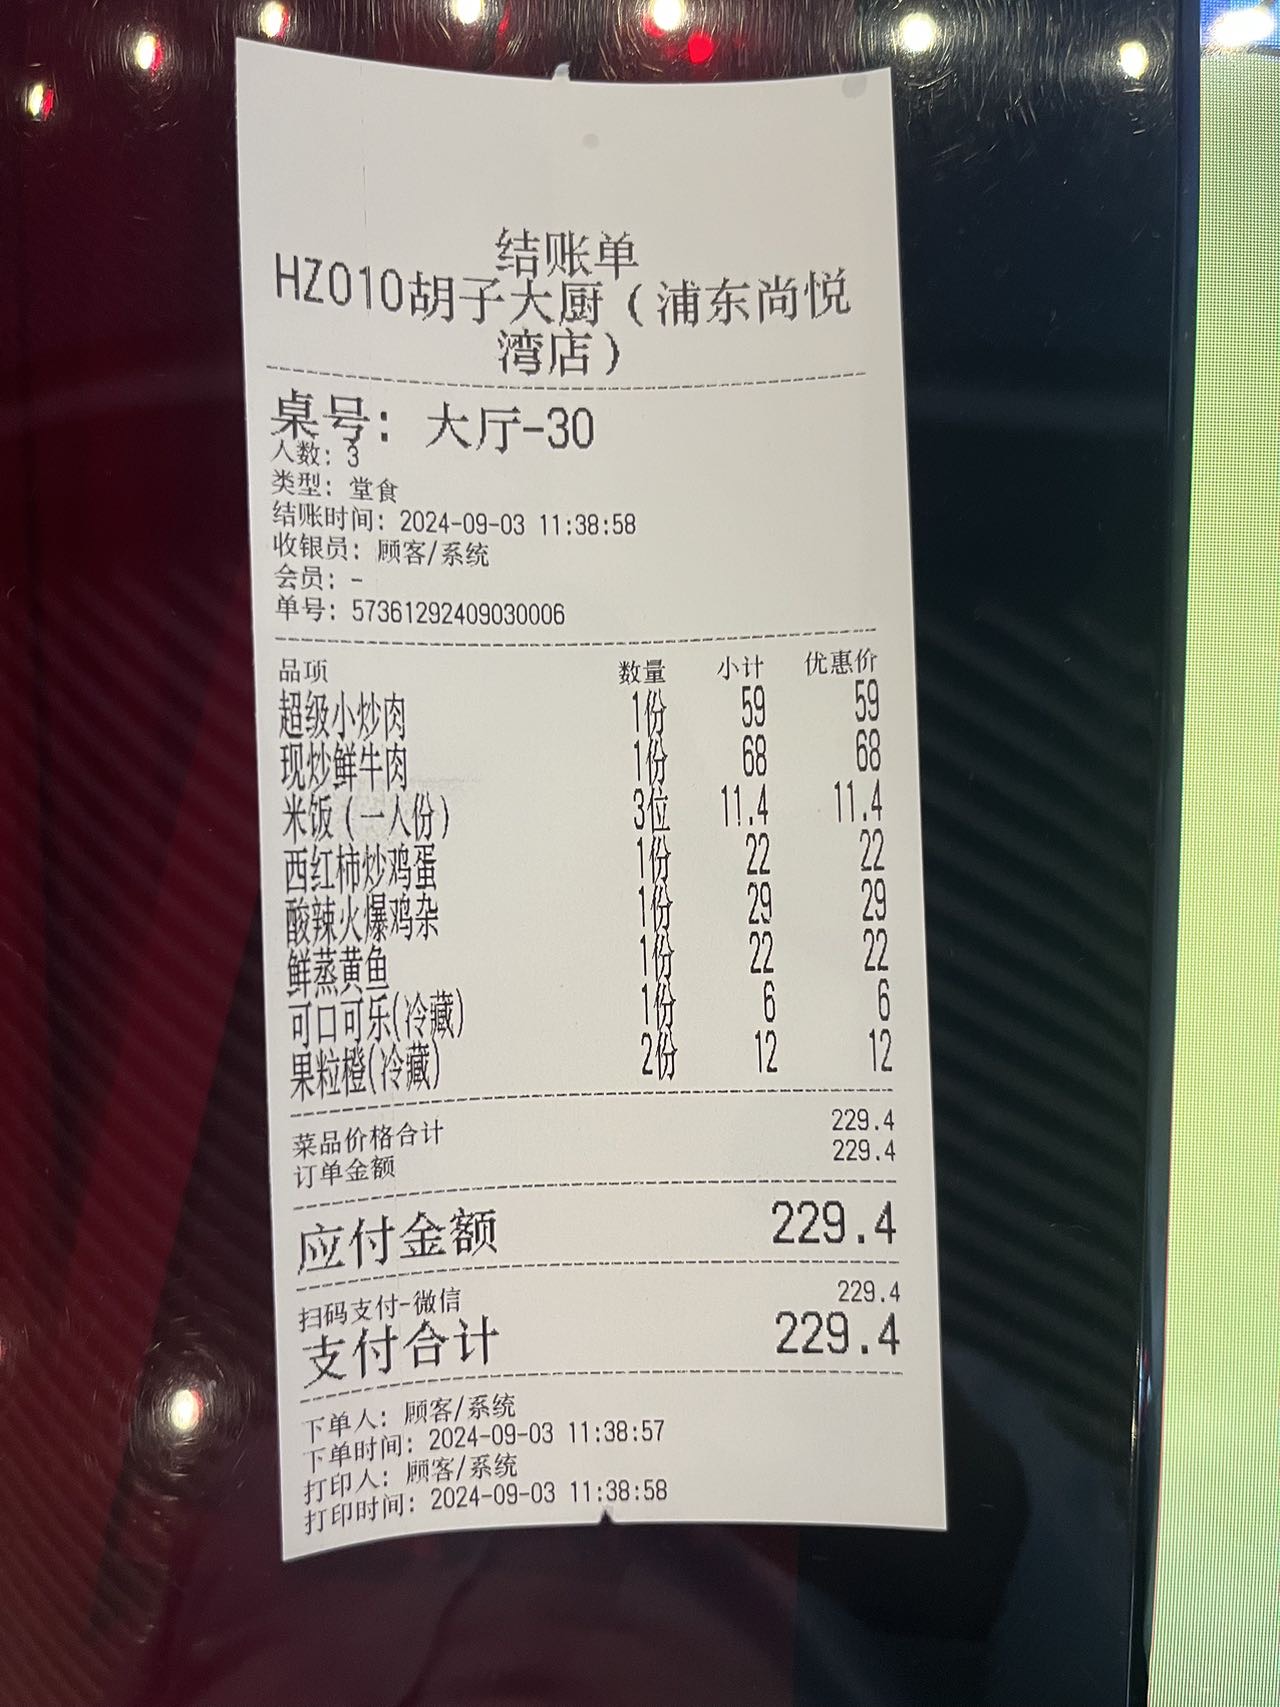 结账单
HZ010胡子大厨（浦东尚悦
湾店）
桌号：大厅-30
人数：3
类型：堂食
结账时间：2024-09-03 11:38:58
收银员：顾客/系统
会员：-
单号：57361292409030006
品项 数量 小计 优惠价
超级小炒肉 1份 59 59
现炒鲜牛肉 1份 68 68
米饭（一人份） 3位 11.4 11.4
西红柿炒鸡蛋 1份 22 22
酸辣火爆鸡杂 1份 29 29
鲜蒸黄鱼 1份 22 22
可口可乐(冷藏) 1份 6 6
果粒橙(冷藏) 2份 12 12
菜品价格合计 229.4
订单金额 229.4
应付金额 229.4
扫码支付-微信 229.4
支付合计 229.4
下单人：顾客/系统
下单时间：2024-09-03 11:38:57
打印人：顾客/系统
打印时间：2024-09-03 11:38:58